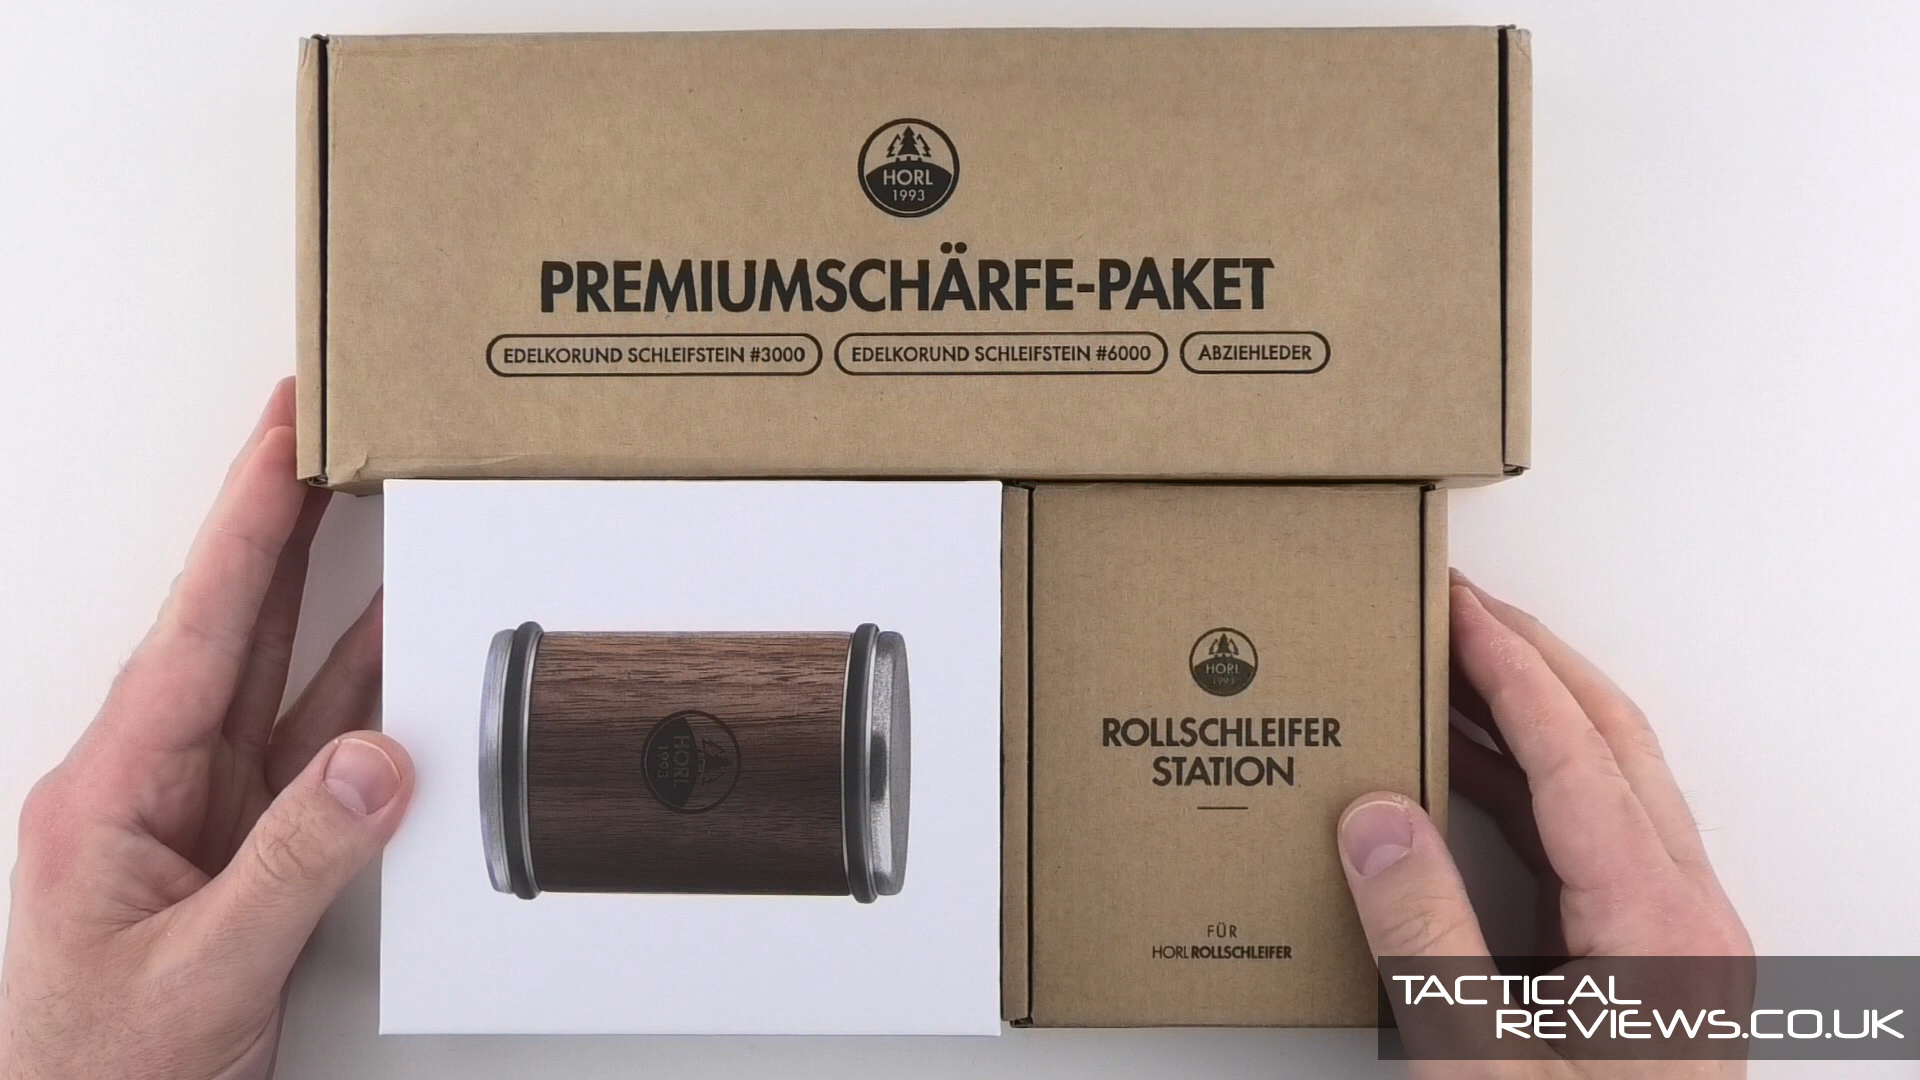 HORL
1993
PREMIUMSCHÄRFE-PAKET
EDELKORUND SCHLEIFSTEIN #3000
EDELKORUND SCHLEIFSTEIN #6000
ABZIEHLEDER
HORL
1993
HORL
1993
ROLLSCHLEIFER
STATION
FÜR
HORL ROLLSCHLEIFER
TACTICAL
REVIEWS.CO.UK